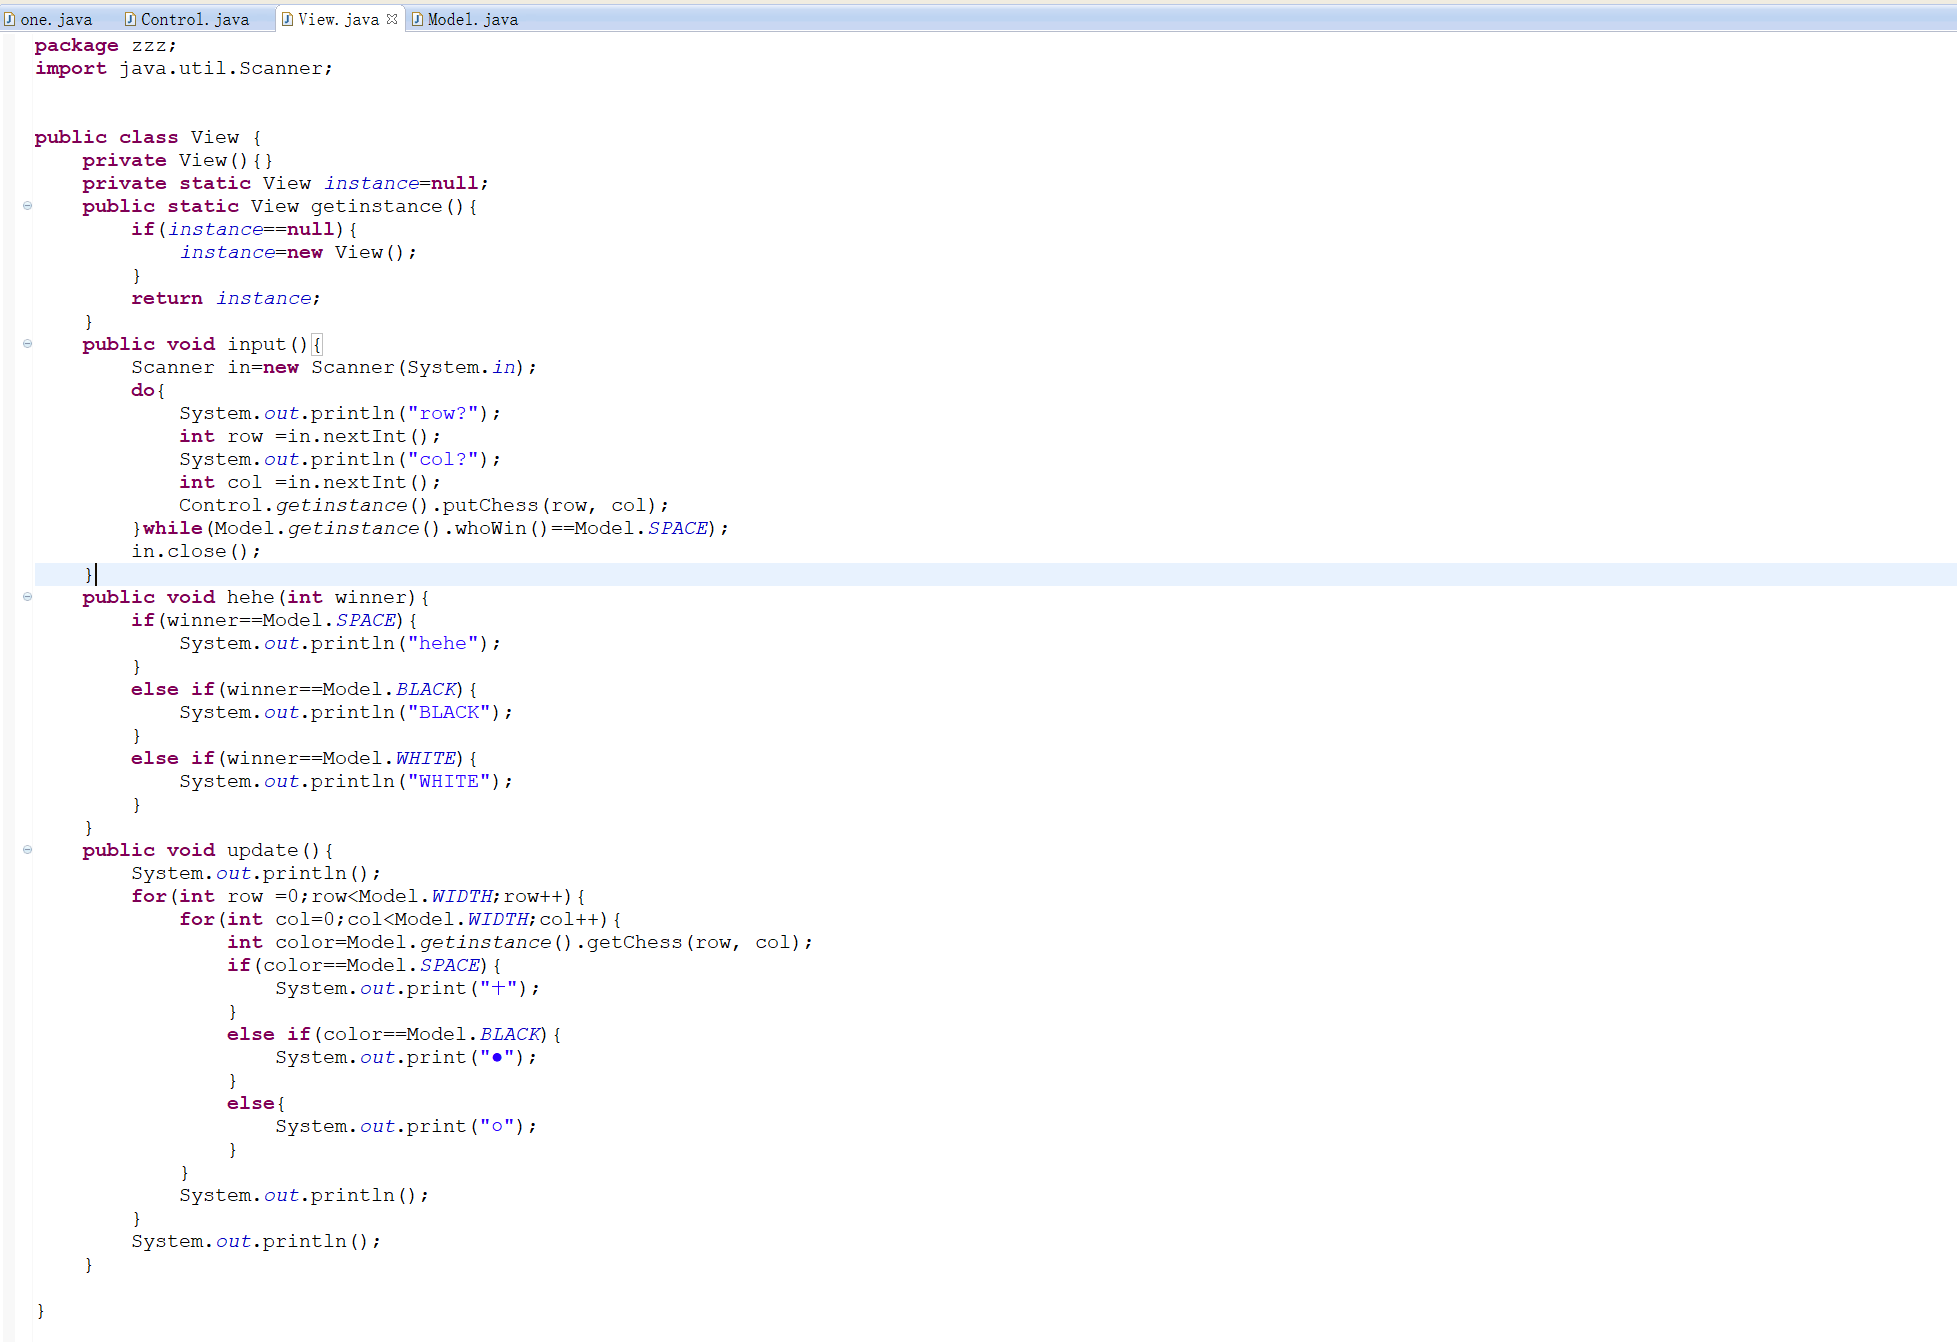 one.java Control.java View.java Model.java
package zzz;
import java.util.Scanner;
public class View {
    private View(){}
    private static View instance=null;
    public static View getinstance(){
        if(instance==null){
            instance=new View();
        }
        return instance;
    }
    public void input(){
        Scanner in=new Scanner(System.in);
        do{
            System.out.println("row?");
            int row =in.nextInt();
            System.out.println("col?");
            int col =in.nextInt();
            Control.getinstance().putChess(row, col);
        }while(Model.getinstance().whoWin()==Model.SPACE);
        in.close();
    }
    public void hehe(int winner){
        if(winner==Model.SPACE){
            System.out.println("hehe");
        }
        else if(winner==Model.BLACK){
            System.out.println("BLACK");
        }
        else if(winner==Model.WHITE){
            System.out.println("WHITE");
        }
    }
    public void update(){
        System.out.println();
        for(int row =0;row<Model.WIDTH;row++){
            for(int col=0;col<Model.WIDTH;col++){
                int color=Model.getinstance().getChess(row, col);
                if(color==Model.SPACE){
                    System.out.print("十");
                }
                else if(color==Model.BLACK){
                    System.out.print("●");
                }
                else{
                    System.out.print("○");
                }
            }
            System.out.println();
        }
        System.out.println();
    }
}